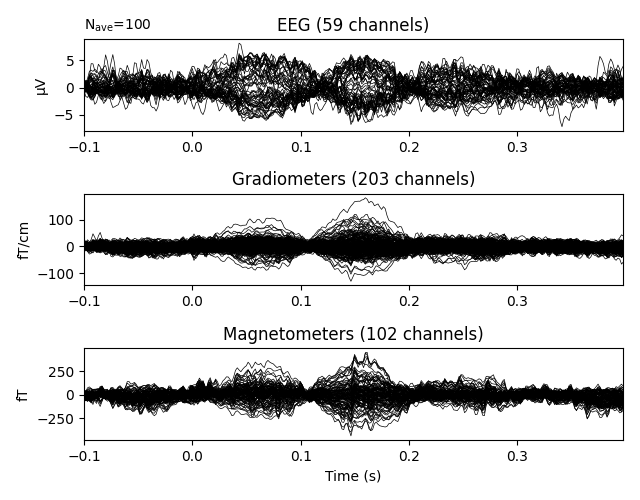 N_ave=100
EEG (59 channels)
µV
5
0
−5
−0.1 0.0 0.1 0.2 0.3
Gradiometers (203 channels)
fT/cm
100
0
−100
−0.1 0.0 0.1 0.2 0.3
Magnetometers (102 channels)
fT
250
0
−250
−0.1 0.0 0.1 0.2 0.3
Time (s)